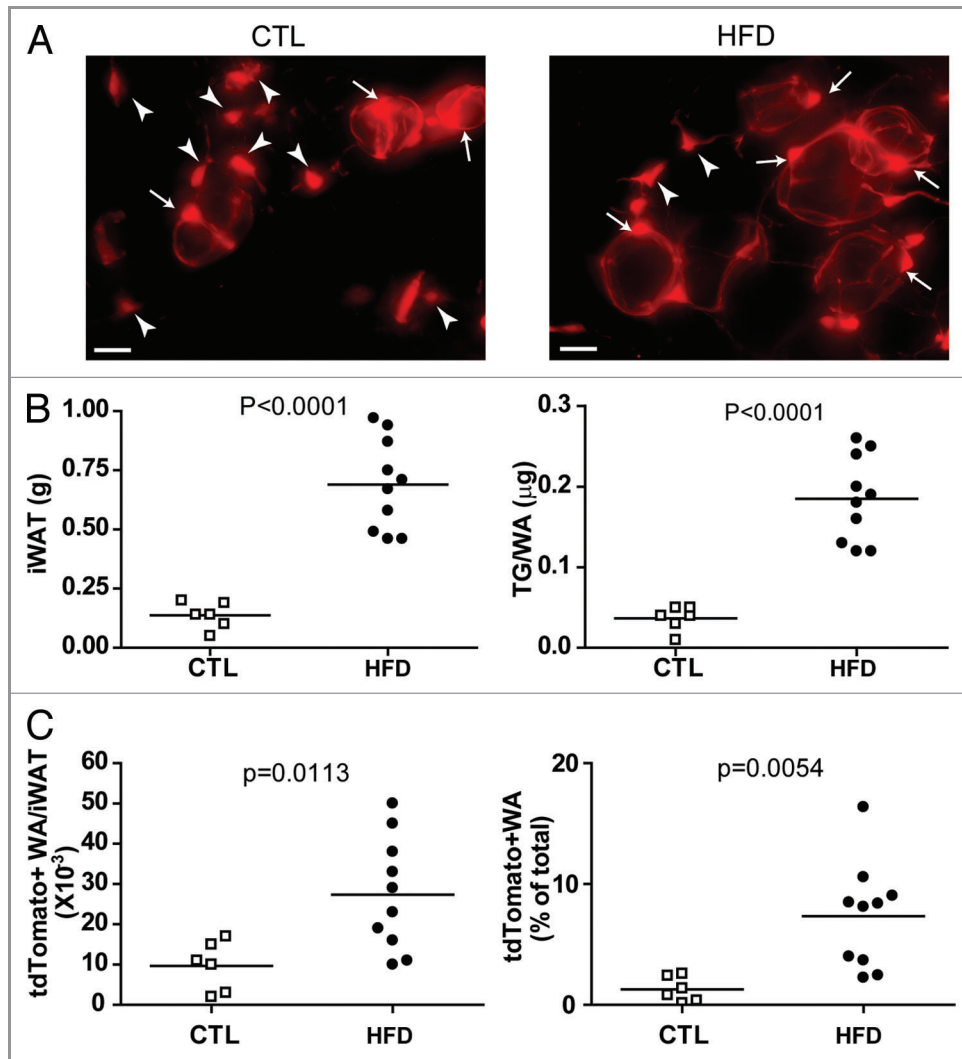 A
CTL
HFD
B
P<0.0001
1.00
0.75
0.50
0.25
0.00
iWAT (g)
CTL
HFD
P<0.0001
0.3
0.2
0.1
0.0
TG/WA (µg)
CTL
HFD
C
p=0.0113
60
50
40
30
20
10
0
tdTomato+ WA/iWAT
(X10⁻³)
CTL
HFD
p=0.0054
20
10
0
tdTomato+WA
(% of total)
CTL
HFD